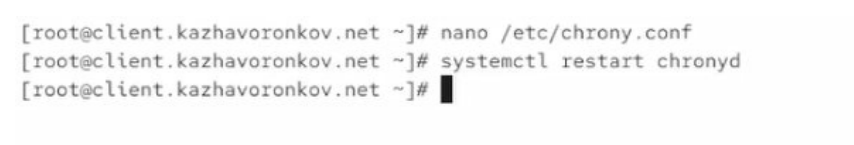 [root@client.kazhavoronkov.net ~]# nano /etc/chrony.conf
[root@client.kazhavoronkov.net ~]# systemctl restart chronyd
[root@client.kazhavoronkov.net ~]#